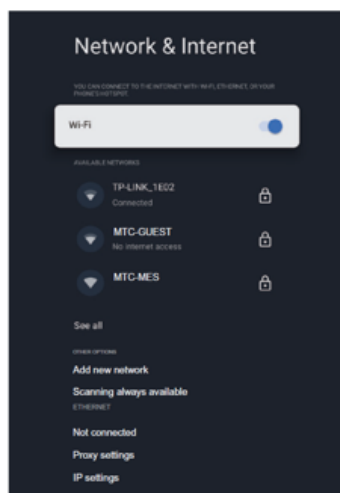 Network & Internet
YOU CAN CONNECT TO THE INTERNET WITH WI-FI, ETHERNET, OR YOUR
PHONE'S HOTSPOT.
Wi-Fi
AVAILABLE NETWORKS
TP-LINK_1E02
Connected
MTC-GUEST
No internet access
MTC-MES
See all
OTHER OPTIONS
Add new network
Scanning always available
ETHERNET
Not connected
Proxy settings
IP settings